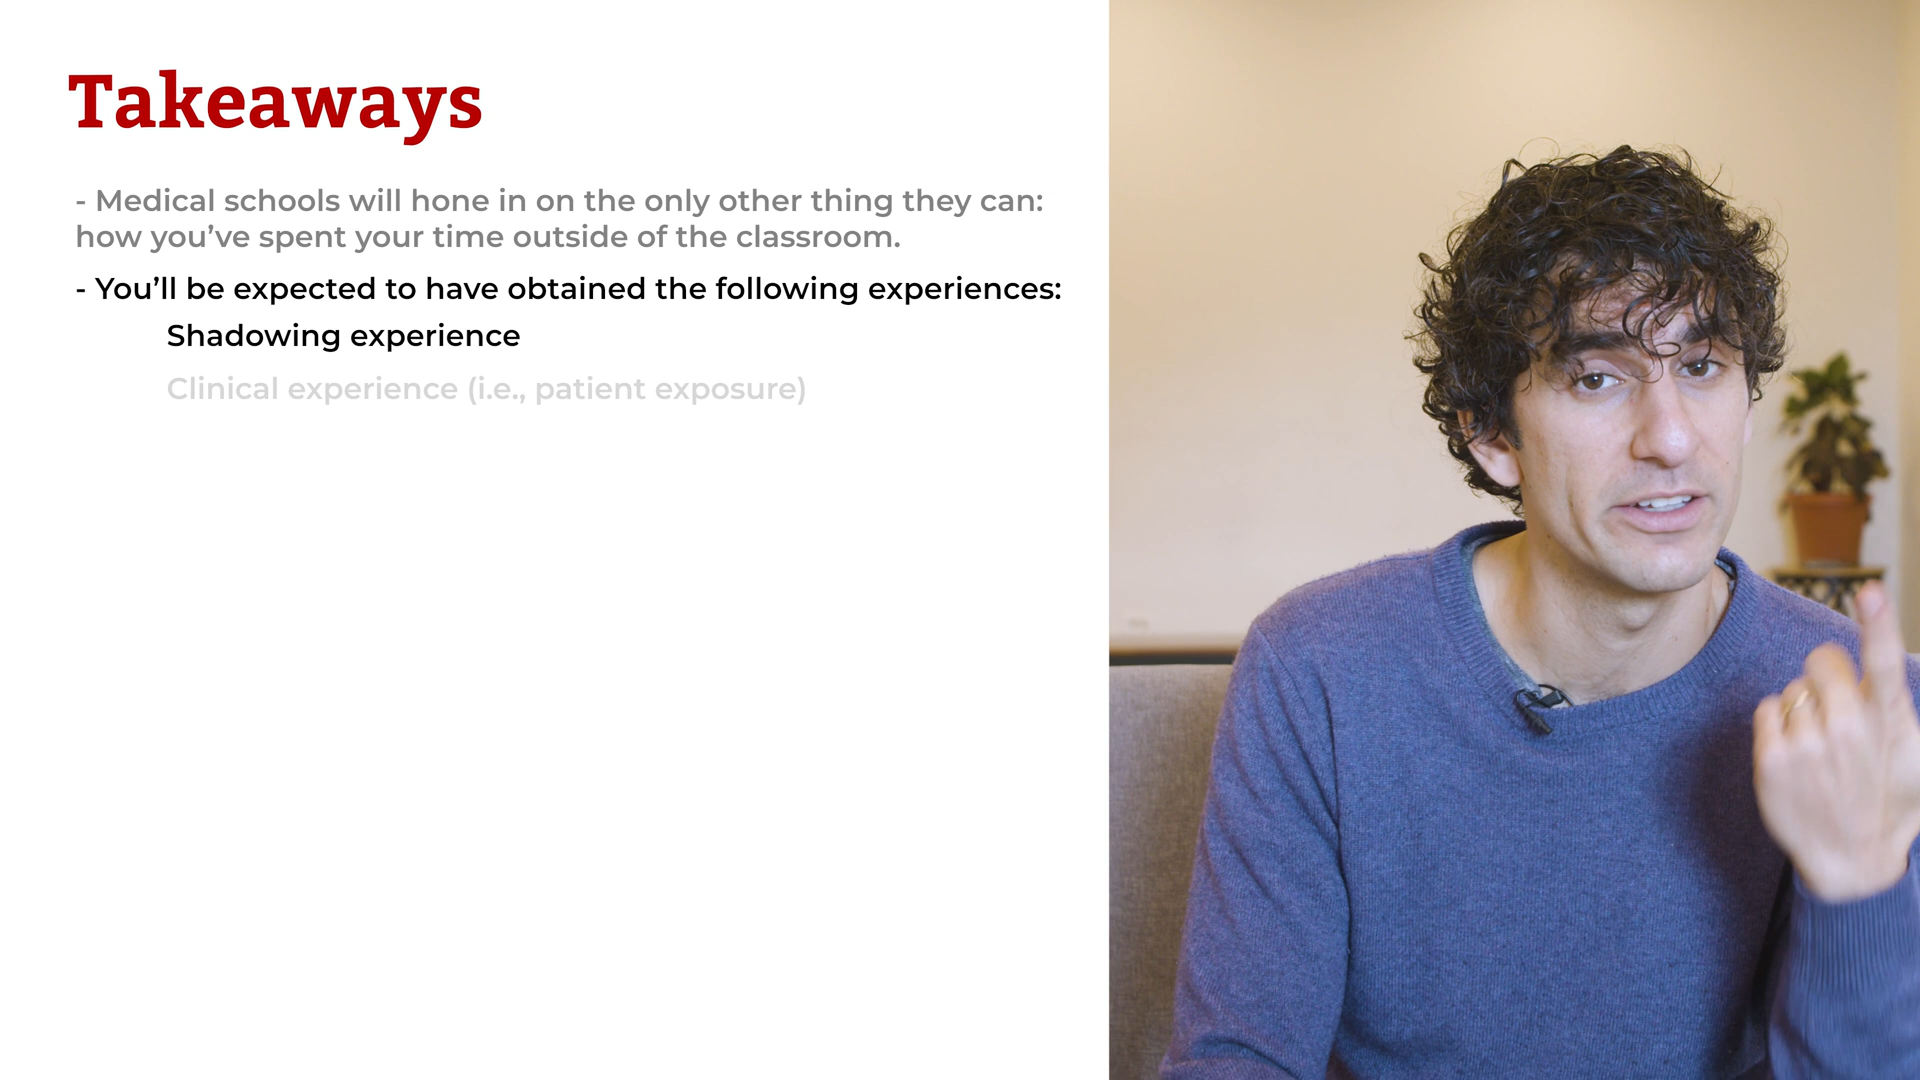 Takeaways
- Medical schools will hone in on the only other thing they can:
how you’ve spent your time outside of the classroom.
- You’ll be expected to have obtained the following experiences:
Shadowing experience
Clinical experience (i.e., patient exposure)